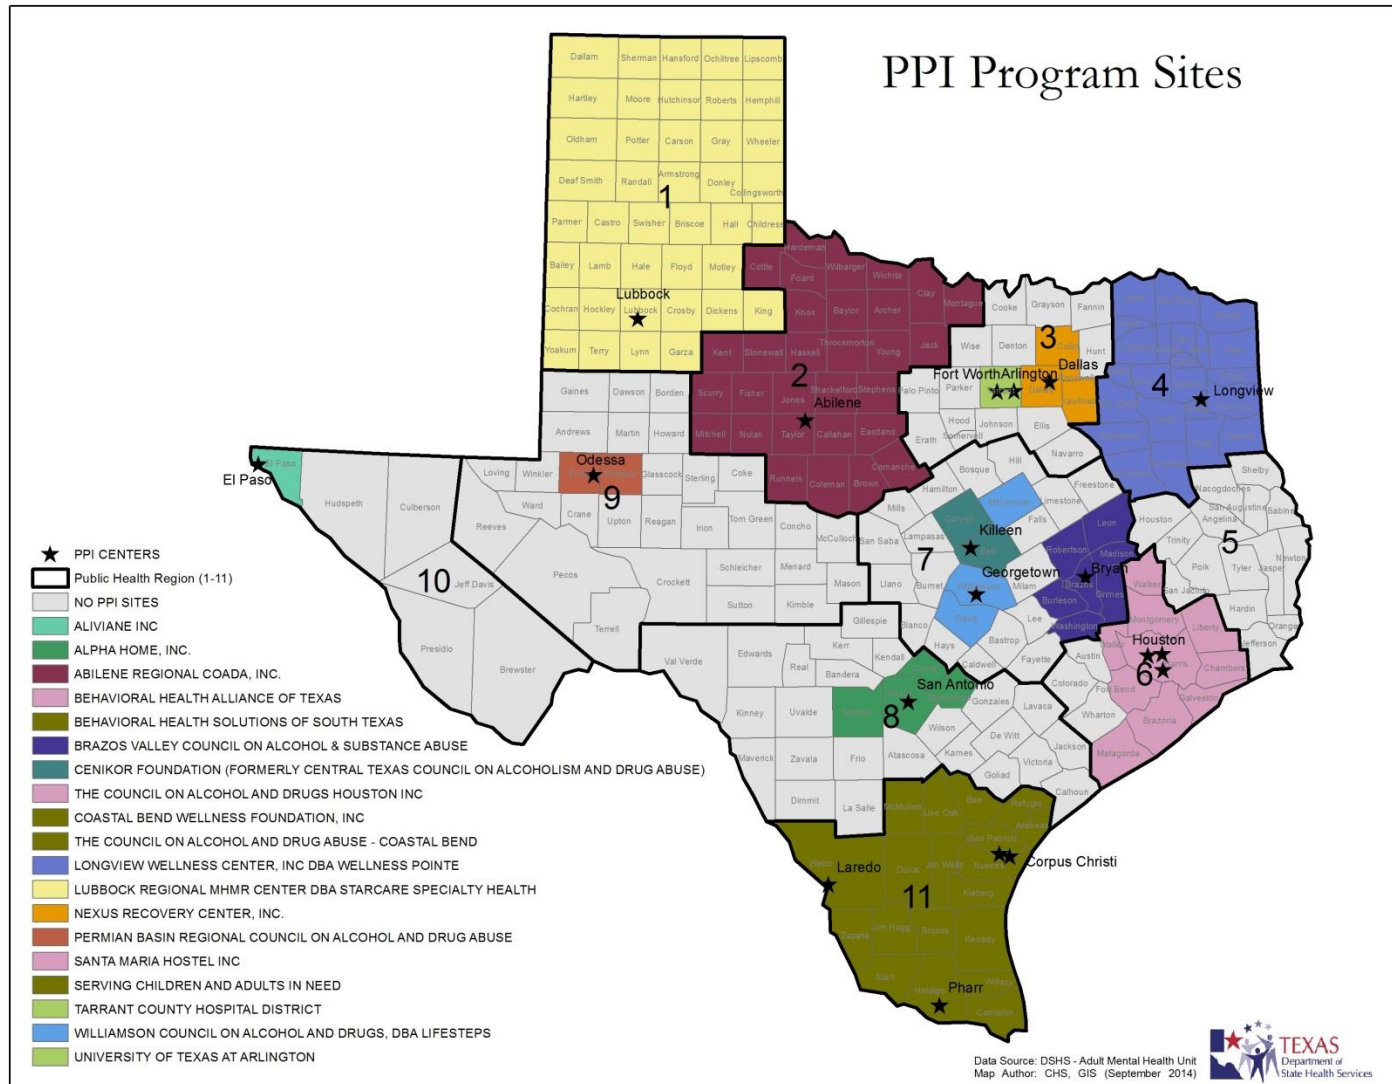 PPI Program Sites
Dallam Sherman Hansford Ochiltree Lipscomb
Hartley Moore Hutchinson Roberts Hemphill
Oldham Potter Carson Gray Wheeler
Deaf Smith Randall Armstrong Donley Collingsworth
1
Parmer Castro Swisher Briscoe Hall Childress
Bailey Lamb Hale Floyd Motley
Lubbock
Cochran Hockley Lubbock Crosby Dickens King
Yoakum Terry Lynn Garza
Hardeman
Cottle Foard Wilbarger Wichita
Clay Montague
Knox Baylor Archer
Kent Stonewall Haskell Throckmorton Young Jack
2
Scurry Fisher Jones Shackelford Stephens
Abilene
Mitchell Nolan Taylor Callahan Eastland
Runnels Coleman Brown Comanche
Cooke Grayson Fannin
Wise Denton Collin Hunt
3
Fort Worth Arlington Dallas
Palo Pinto Parker Dallas Kaufman
Hood Johnson Ellis
Erath Somervell Navarro
4
Longview
Gaines Dawson Borden
Andrews Martin Howard
Odessa
Loving Winkler Glasscock Sterling Coke
9
Ward Crane Upton Reagan Irion Tom Green Concho
McCulloch
Reeves Pecos Crockett Schleicher Menard Mason
Sutton Kimble
Terrell
El Paso
El Paso
Hudspeth Culberson
10 Jeff Davis
Presidio Brewster
Hamilton Bosque Hill Freestone
Mills McLennan Limestone
Coryell Killeen Falls Leon
San Saba Lampasas Bell Robertson Madison
7
Georgetown Bryan
Llano Burnet Williamson Milam Brazos Grimes
Burleson
Travis Lee Washington
Blanco Hays Bastrop
Caldwell Fayette
Shelby
Nacogdoches
San Augustine
Houston Angelina Sabine
Trinity 5
Polk Tyler Jasper Newton
San Jacinto
Hardin
Orange
Jefferson
Walker
Montgomery Liberty
Houston
Austin Waller Harris Chambers
6
Colorado Fort Bend Galveston
Wharton Brazoria
Matagorda
Gillespie
Val Verde Edwards Kerr Kendall
Real Bandera
San Antonio
Kinney Uvalde Medina
8
Gonzales Lavaca
Wilson De Witt
Maverick Zavala Frio Atascosa Karnes Jackson
Goliad Victoria
Dimmit La Salle Calhoun
McMullen Live Oak Bee Refugio
Aransas
San Patricio
Webb Laredo Duval Jim Wells Nueces Corpus Christi
11 Kleberg
Zapata Jim Hogg Brooks Kenedy
Starr Hidalgo Pharr Willacy
Cameron
PPI CENTERS
Public Health Region (1-11)
NO PPI SITES
ALIVIANE INC
ALPHA HOME, INC.
ABILENE REGIONAL COADA, INC.
BEHAVIORAL HEALTH ALLIANCE OF TEXAS
BEHAVIORAL HEALTH SOLUTIONS OF SOUTH TEXAS
BRAZOS VALLEY COUNCIL ON ALCOHOL & SUBSTANCE ABUSE
CENIKOR FOUNDATION (FORMERLY CENTRAL TEXAS COUNCIL ON ALCOHOLISM AND DRUG ABUSE)
THE COUNCIL ON ALCOHOL AND DRUGS HOUSTON INC
COASTAL BEND WELLNESS FOUNDATION, INC
THE COUNCIL ON ALCOHOL AND DRUG ABUSE - COASTAL BEND
LONGVIEW WELLNESS CENTER, INC DBA WELLNESS POINTE
LUBBOCK REGIONAL MHMR CENTER DBA STARCARE SPECIALTY HEALTH
NEXUS RECOVERY CENTER, INC.
PERMIAN BASIN REGIONAL COUNCIL ON ALCOHOL AND DRUG ABUSE
SANTA MARIA HOSTEL INC
SERVING CHILDREN AND ADULTS IN NEED
TARRANT COUNTY HOSPITAL DISTRICT
WILLIAMSON COUNCIL ON ALCOHOL AND DRUGS, DBA LIFESTEPS
UNIVERSITY OF TEXAS AT ARLINGTON
Data Source: DSHS - Adult Mental Health Unit
Map Author: CHS, GIS (September 2014)
TEXAS
Department of
State Health Services